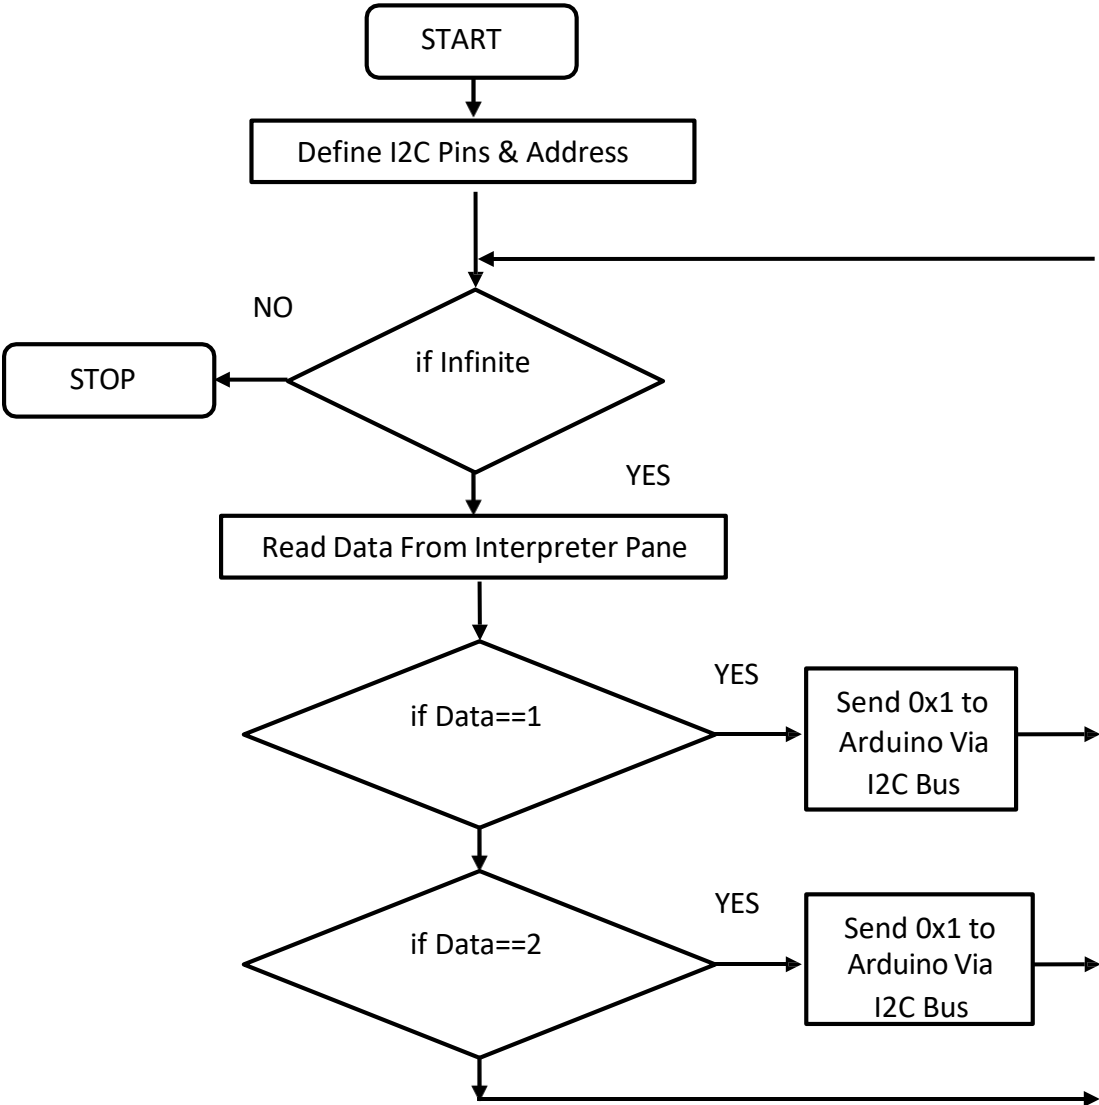 START
Define I2C Pins & Address
NO
if Infinite
STOP
YES
Read Data From Interpreter Pane
YES
if Data==1
Send 0x1 to
Arduino Via
I2C Bus
YES
if Data==2
Send 0x1 to
Arduino Via
I2C Bus